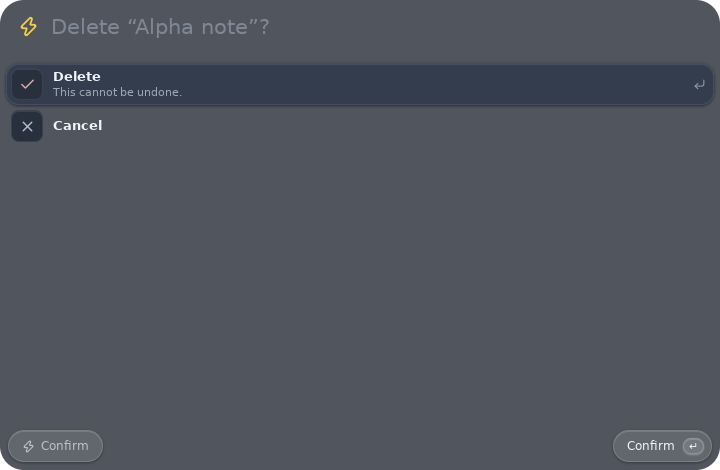 Delete “Alpha note”?
Delete
This cannot be undone.
Cancel
Confirm
Confirm